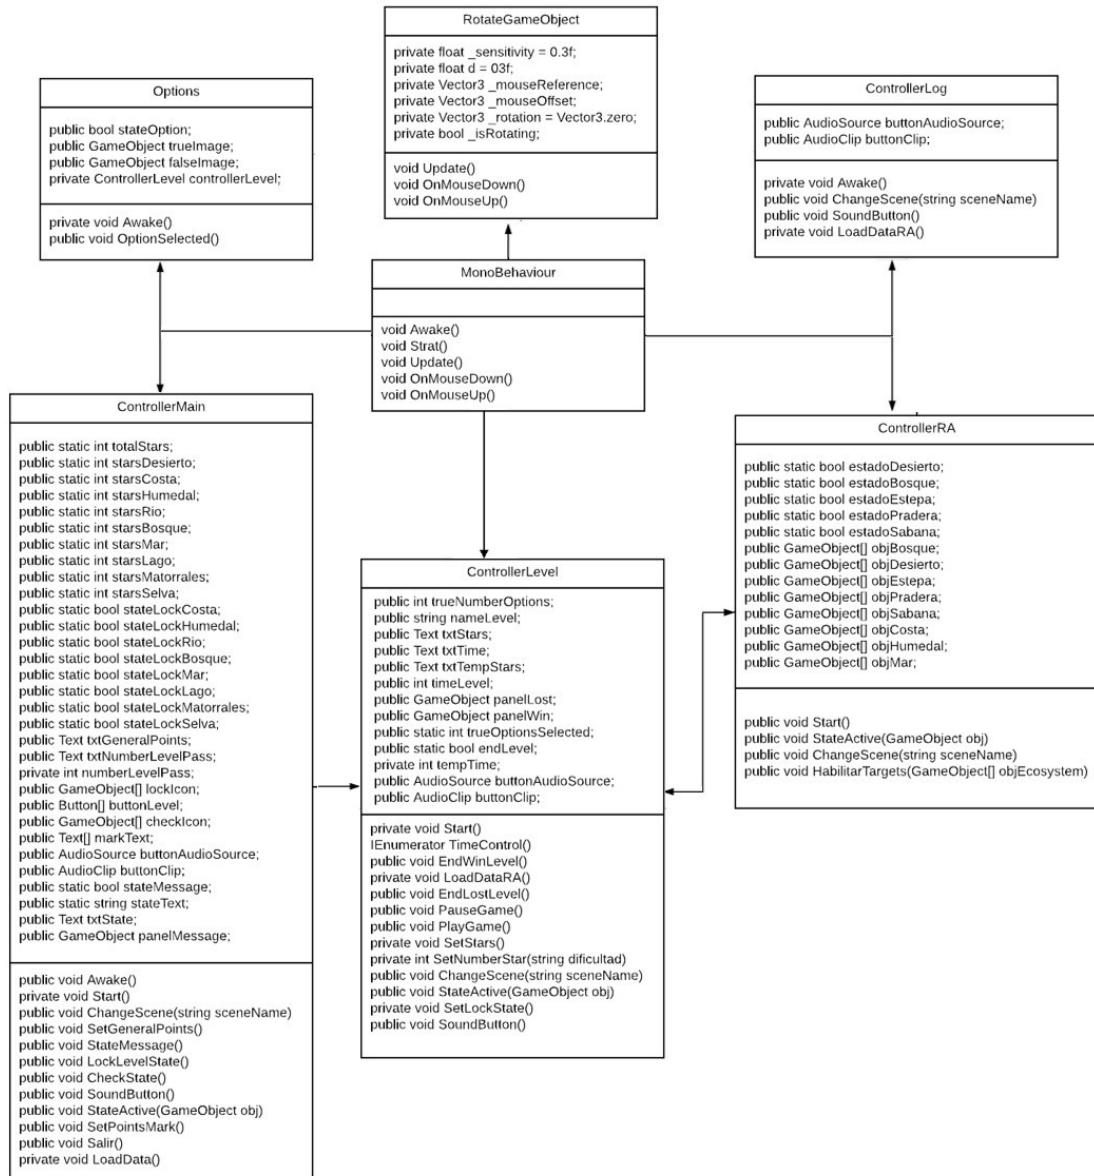 RotateGameObject
private float _sensitivity = 0.3f;
private float d = 03f;
private Vector3 _mouseReference;
private Vector3 _mouseOffset;
private Vector3 _rotation = Vector3.zero;
private bool _isRotating;
void Update()
void OnMouseDown()
void OnMouseUp()
Options
public bool stateOption;
public GameObject trueImage;
public GameObject falseImage;
private ControllerLevel controllerLevel;
private void Awake()
public void OptionSelected()
ControllerLog
public AudioSource buttonAudioSource;
public AudioClip buttonClip;
private void Awake()
public void ChangeScene(string sceneName)
public void SoundButton()
private void LoadDataRA()
MonoBehaviour
void Awake()
void Strat()
void Update()
void OnMouseDown()
void OnMouseUp()
ControllerMain
public static int totalStars;
public static int starsDesierto;
public static int starsCosta;
public static int starsHumedal;
public static int starsRio;
public static int starsBosque;
public static int starsMar;
public static int starsLago;
public static int starsMatorrales;
public static int starsSelva;
public static bool stateLockCosta;
public static bool stateLockHumedal;
public static bool stateLockRio;
public static bool stateLockBosque;
public static bool stateLockMar;
public static bool stateLockLago;
public static bool stateLockMatorrales;
public static bool stateLockSelva;
public Text txtGeneralPoints;
public Text txtNumberLevelPass;
private int numberLevelPass;
public GameObject[] lockIcon;
public Button[] buttonLevel;
public GameObject[] checkIcon;
public Text[] markText;
public AudioSource buttonAudioSource;
public AudioClip buttonClip;
public static bool stateMessage;
public static string stateText;
public Text txtState;
public GameObject panelMessage;
public void Awake()
private void Start()
public void ChangeScene(string sceneName)
public void SetGeneralPoints()
public void StateMessage()
public void LockLevelState()
public void CheckState()
public void SoundButton()
public void StateActive(GameObject obj)
public void SetPointsMark()
public void Salir()
private void LoadData()
ControllerLevel
public int trueNumberOptions;
public string nameLevel;
public Text txtStars;
public Text txtTime;
public Text txtTempStars;
public int timeLevel;
public GameObject panelLost;
public GameObject panelWin;
public static int trueOptionsSelected;
public static bool endLevel;
private int tempTime;
public AudioSource buttonAudioSource;
public AudioClip buttonClip;
private void Start()
IEnumerator TimeControl()
public void EndWinLevel()
private void LoadDataRA()
public void EndLostLevel()
public void PauseGame()
public void PlayGame()
private void SetStars()
private int SetNumberStar(string dificultad)
public void ChangeScene(string sceneName)
public void StateActive(GameObject obj)
private void SetLockState()
public void SoundButton()
ControllerRA
public static bool estadoDesierto;
public static bool estadoBosque;
public static bool estadoEstepa;
public static bool estadoPradera;
public static bool estadoSabana;
public GameObject[] objBosque;
public GameObject[] objDesierto;
public GameObject[] objEstepa;
public GameObject[] objPradera;
public GameObject[] objSabana;
public GameObject[] objCosta;
public GameObject[] objHumedal;
public GameObject[] objMar;
public void Start()
public void StateActive(GameObject obj)
public void ChangeScene(string sceneName)
public void HabilitarTargets(GameObject[] objEcosystem)